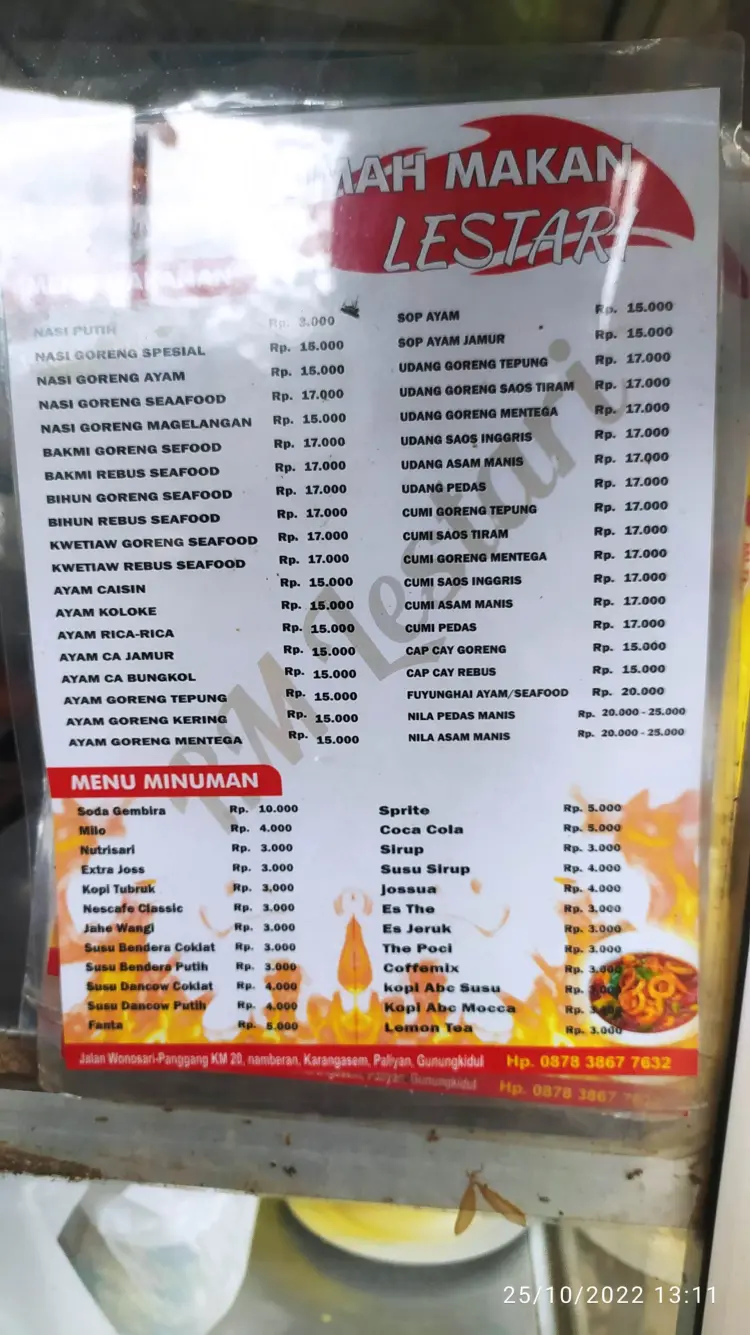 MAH MAKAN
LESTARI
NASI PUTIH Rp. 3.000
NASI GORENG SPESIAL Rp. 15.000
NASI GORENG AYAM Rp. 15.000
NASI GORENG SEAAFOOD Rp. 17.000
NASI GORENG MAGELANGAN Rp. 15.000
BAKMI GORENG SEFOOD Rp. 17.000
BAKMI REBUS SEAFOOD Rp. 17.000
BIHUN GORENG SEAFOOD Rp. 17.000
BIHUN REBUS SEAFOOD Rp. 17.000
KWETIAW GORENG SEAFOOD Rp. 17.000
KWETIAW REBUS SEAFOOD Rp. 17.000
AYAM CAISIN Rp. 15.000
AYAM KOLOKE Rp. 15.000
AYAM RICA-RICA Rp. 15.000
AYAM CA JAMUR Rp. 15.000
AYAM CA BUNGKOL Rp. 15.000
AYAM GORENG TEPUNG Rp. 15.000
AYAM GORENG KERING Rp. 15.000
AYAM GORENG MENTEGA Rp. 15.000
SOP AYAM Rp. 15.000
SOP AYAM JAMUR Rp. 15.000
UDANG GORENG TEPUNG Rp. 17.000
UDANG GORENG SAOS TIRAM Rp. 17.000
UDANG GORENG MENTEGA Rp. 17.000
UDANG SAOS INGGRIS Rp. 17.000
UDANG ASAM MANIS Rp. 17.000
UDANG PEDAS Rp. 17.000
CUMI GORENG TEPUNG Rp. 17.000
CUMI SAOS TIRAM Rp. 17.000
CUMI GORENG MENTEGA Rp. 17.000
CUMI SAOS INGGRIS Rp. 17.000
CUMI ASAM MANIS Rp. 17.000
CUMI PEDAS Rp. 17.000
CAP CAY GORENG Rp. 15.000
CAP CAY REBUS Rp. 15.000
FUYUNGHAI AYAM/SEAFOOD Rp. 20.000
NILA PEDAS MANIS Rp. 20.000 - 25.000
NILA ASAM MANIS Rp. 20.000 - 25.000
RM Lestari
MENU MINUMAN
Soda Gembira Rp. 10.000
Milo Rp. 4.000
Nutrisari Rp. 3.000
Extra Joss Rp. 3.000
Kopi Tubruk Rp. 3.000
Nescafe Classic Rp. 3.000
Jahe Wangi Rp. 3.000
Susu Bendera Coklat Rp. 3.000
Susu Bendera Putih Rp. 3.000
Susu Dancow Coklat Rp. 4.000
Susu Dancow Putih Rp. 4.000
Fanta Rp. 5.000
Sprite Rp. 5.000
Coca Cola Rp. 5.000
Sirup Rp. 3.000
Susu Sirup Rp. 4.000
Jossua Rp. 4.000
Es The Rp. 3.000
Es Jeruk Rp. 3.000
The Poci Rp. 3.000
Coffemix Rp. 3.000
kopi Abc Susu Rp.
Kopi Abc Mocca Rp.
Lemon Tea Rp. 3.000
Jalan Wonosari-Panggang KM 20, namberan, Karangasem, Paliyan, Gunungkidul Hp. 0878 3867 7632
Karangasem, Paliyan, Gunungkidul Hp. 0878 3867
25/10/2022 13:11